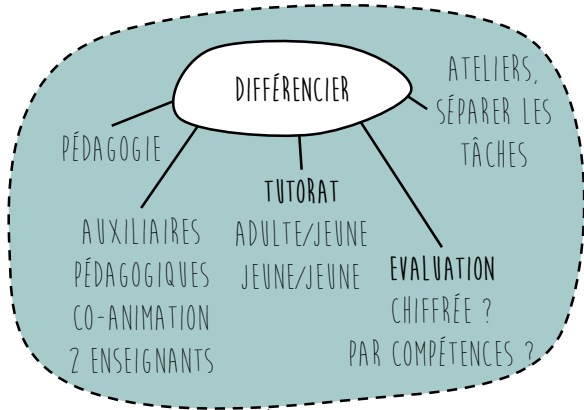 DIFFÉRENCIER
PÉDAGOGIE
AUXILIAIRES
PÉDAGOGIQUES
CO-ANIMATION
2 ENSEIGNANTS
TUTORAT
ADULTE/JEUNE
JEUNE/JEUNE
EVALUATION
CHIFFRÉE ?
PAR COMPÉTENCES ?
ATELIERS,
SÉPARER LES
TÂCHES